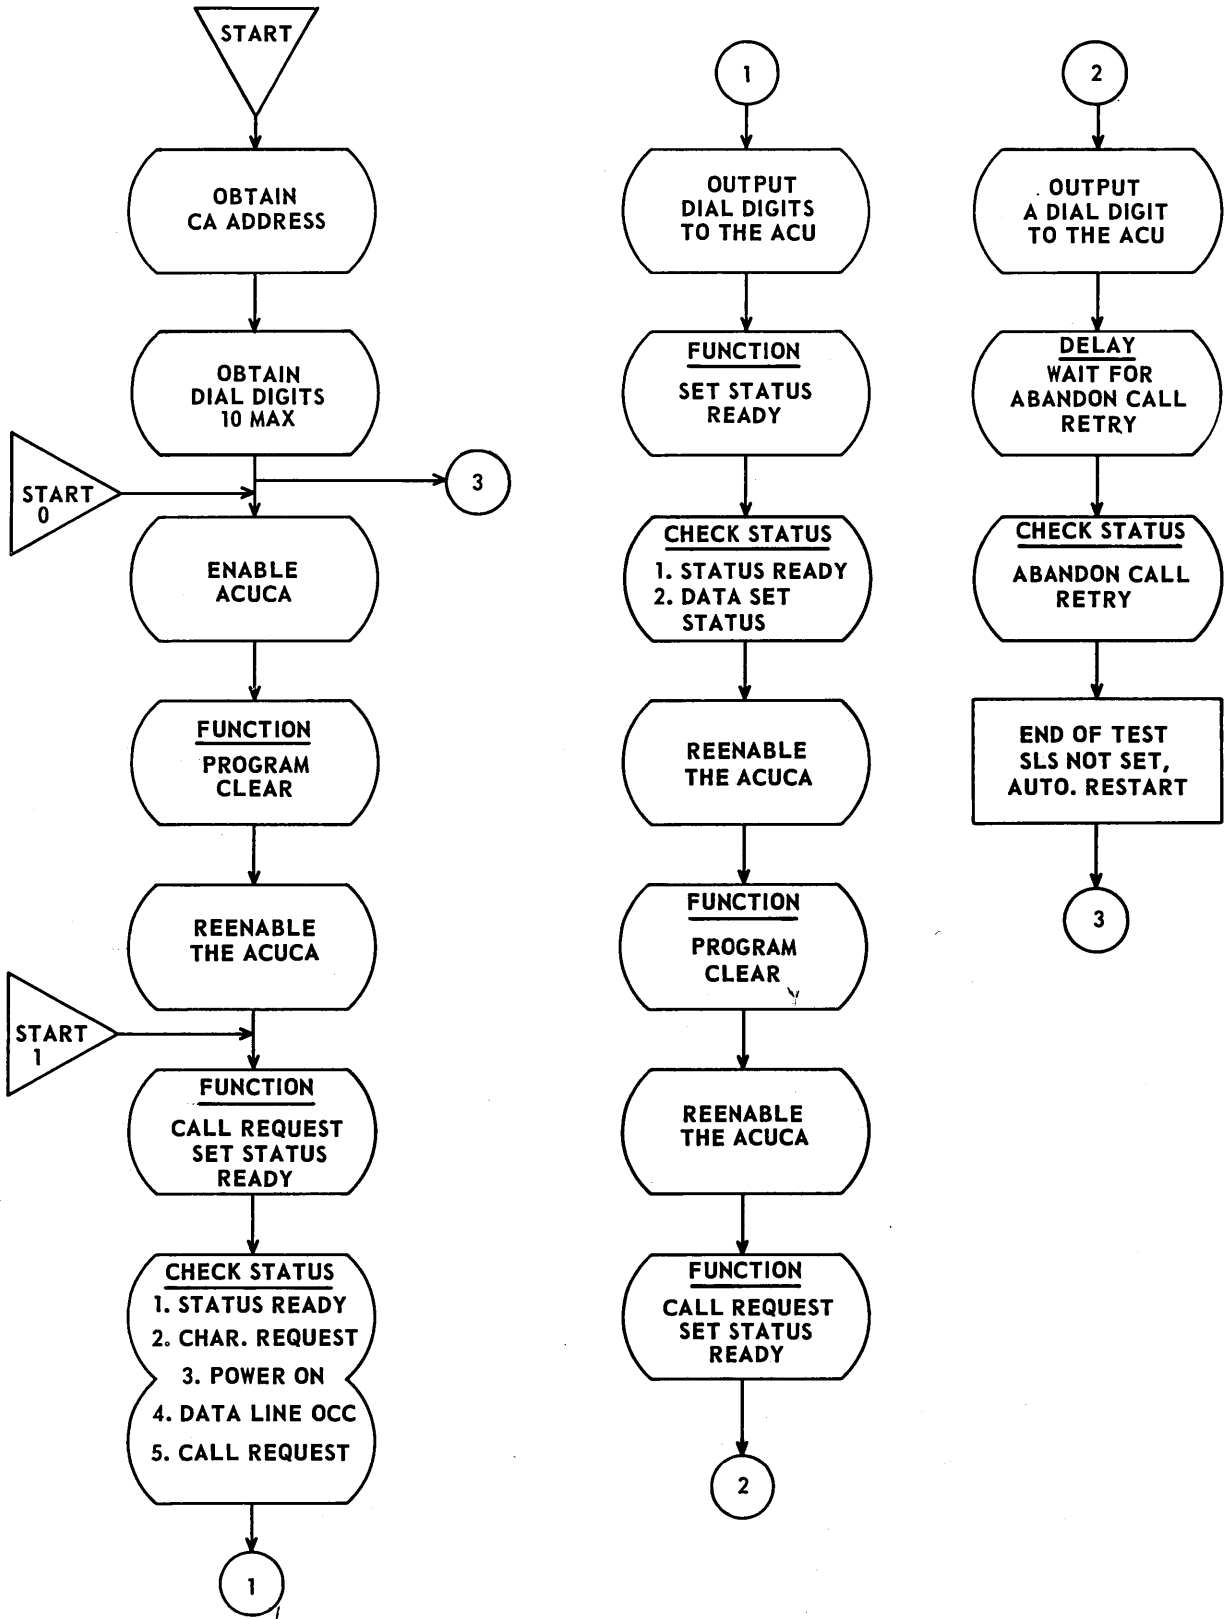 START
OBTAIN
CA ADDRESS
OBTAIN
DIAL DIGITS
10 MAX
START
0
3
ENABLE
ACUCA
FUNCTION
PROGRAM
CLEAR
REENABLE
THE ACUCA
START
1
FUNCTION
CALL REQUEST
SET STATUS
READY
CHECK STATUS
1. STATUS READY
2. CHAR. REQUEST
3. POWER ON
4. DATA LINE OCC
5. CALL REQUEST
1
1
OUTPUT
DIAL DIGITS
TO THE ACU
FUNCTION
SET STATUS
READY
CHECK STATUS
1. STATUS READY
2. DATA SET
STATUS
REENABLE
THE ACUCA
FUNCTION
PROGRAM
CLEAR
REENABLE
THE ACUCA
FUNCTION
CALL REQUEST
SET STATUS
READY
2
2
OUTPUT
A DIAL DIGIT
TO THE ACU
DELAY
WAIT FOR
ABANDON CALL
RETRY
CHECK STATUS
ABANDON CALL
RETRY
END OF TEST
SLS NOT SET,
AUTO. RESTART
3